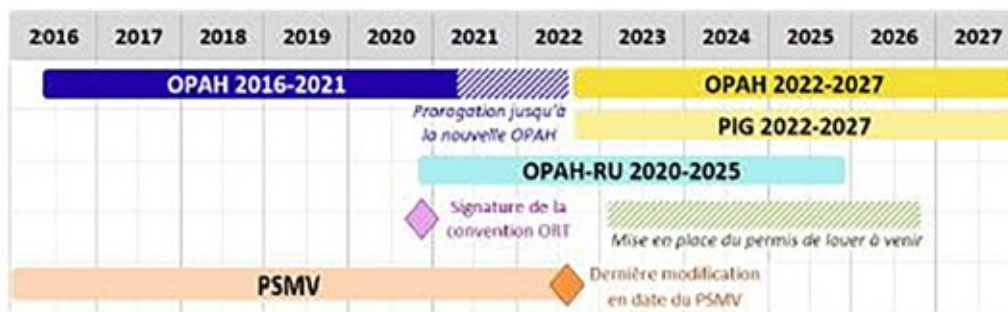 2016 2017 2018 2019 2020 2021 2022 2023 2024 2025 2026 2027
OPAH 2016-2021
OPAH 2022-2027
Prorogation jusqu'à
la nouvelle OPAH
PIG 2022-2027
OPAH-RU 2020-2025
Signature de la
convention ORT
Mise en place du permis de louer à venir
PSMV
Dernière modification
en date du PSMV